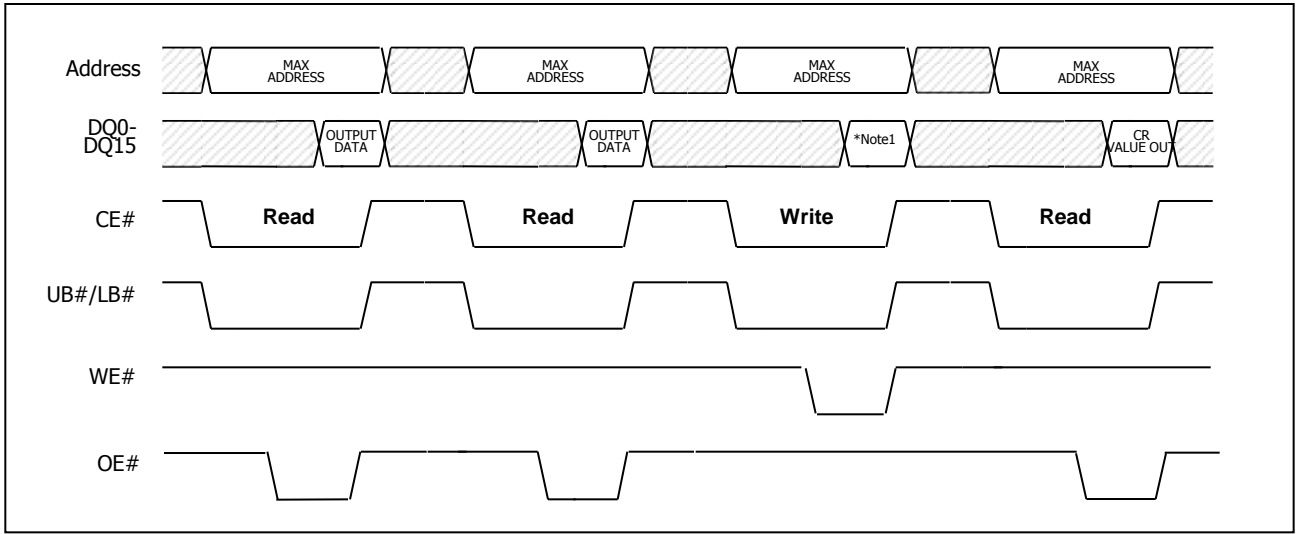 Address
MAX
ADDRESS
MAX
ADDRESS
MAX
ADDRESS
MAX
ADDRESS
DQ0-
DQ15
OUTPUT
DATA
OUTPUT
DATA
*Note1
CR
VALUE OUT
CE#
Read
Read
Write
Read
UB#/LB#
WE#
OE#